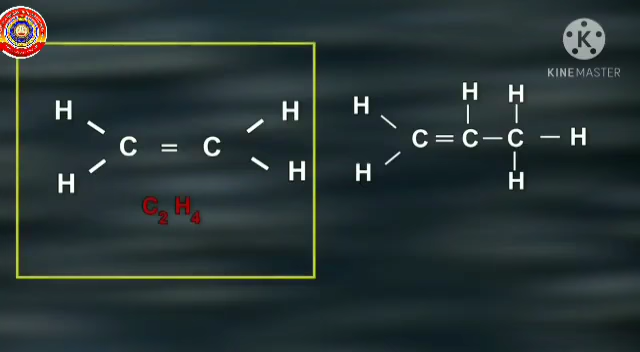 KINEMASTER
H H H H H
C = C C = C — C — H
H H H H
C₂H₄